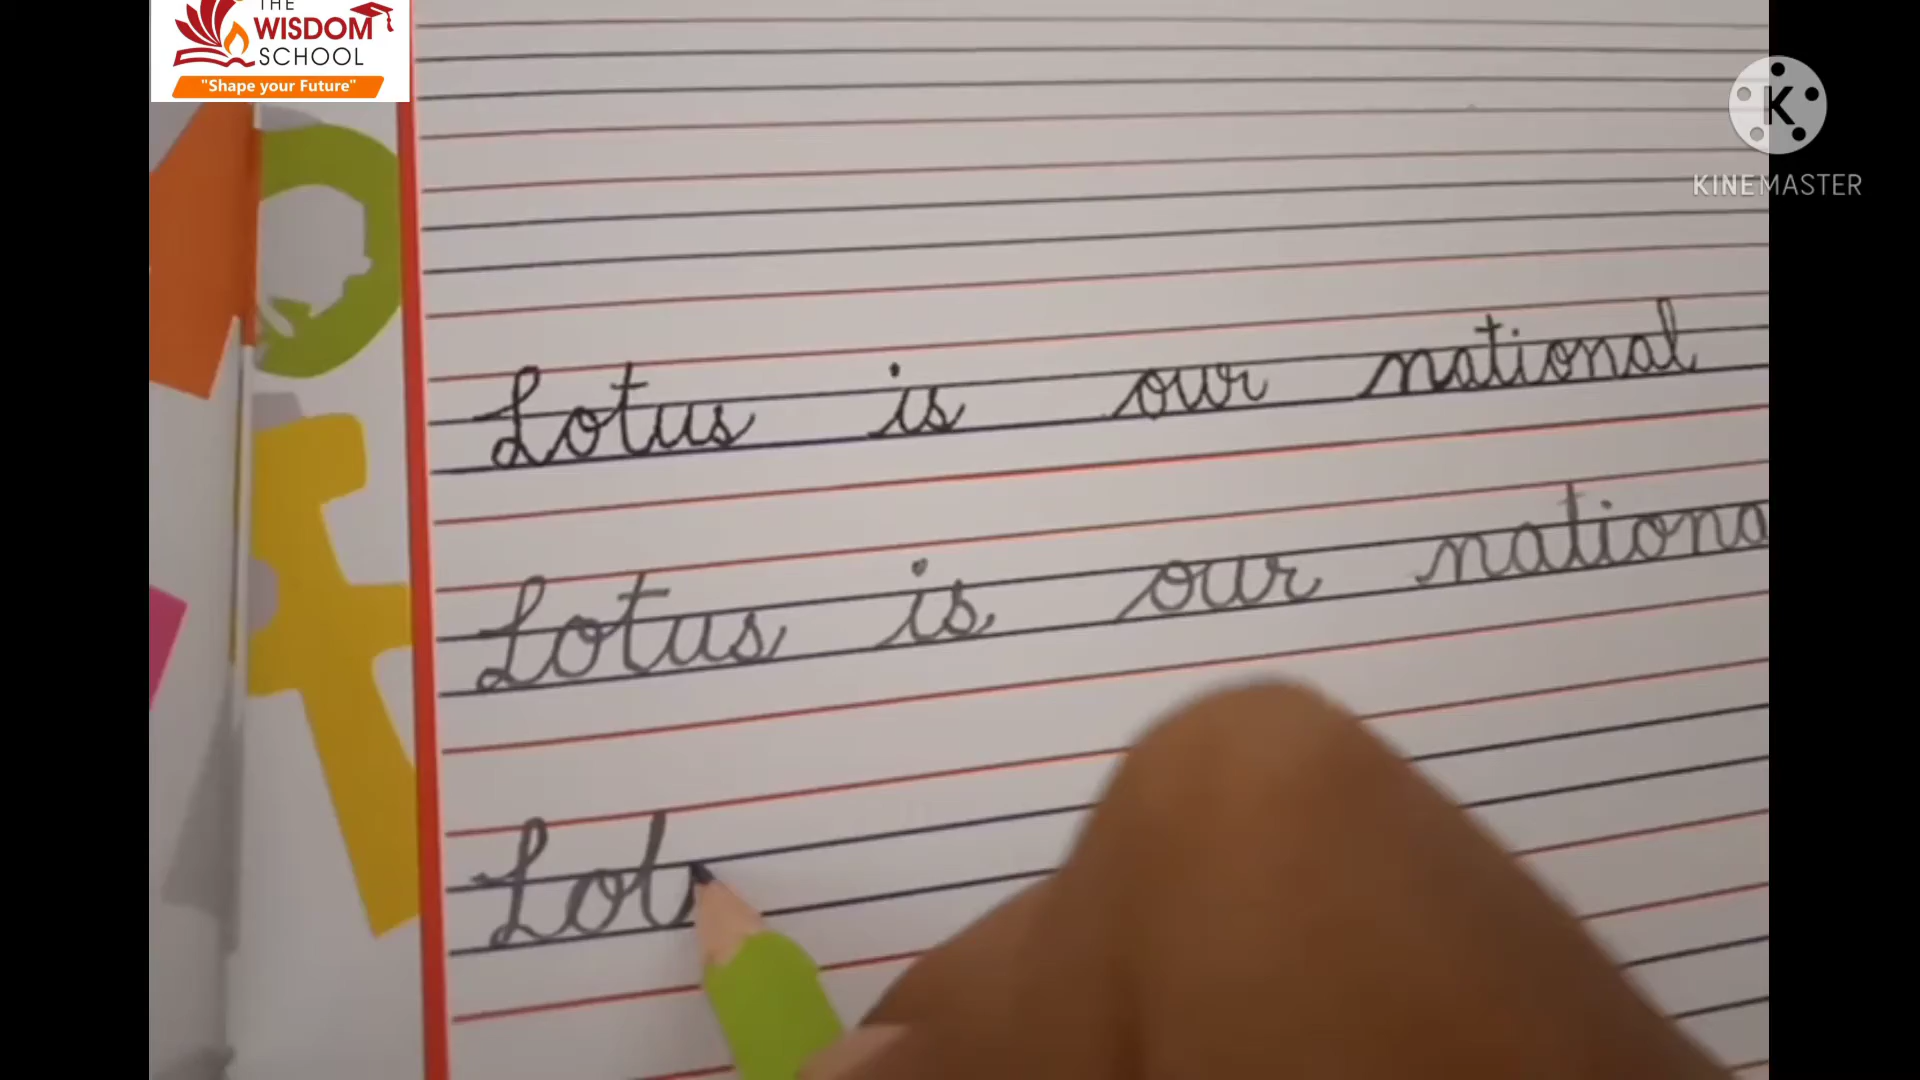 THE
WISDOM
SCHOOL
"Shape your Future"
K
KINEMASTER
Lotus is our national
Lotus is our nationa
Lot